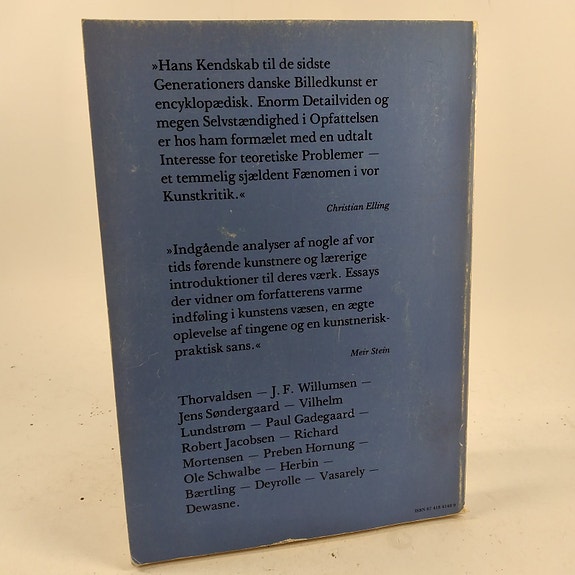 »Hans Kendskab til de sidste
Generationers danske Billedkunst er
encyklopædisk. Enorm Detailviden og
megen Selvstændighed i Opfattelsen
er hos ham formælet med en udtalt
Interesse for teoretiske Problemer —
et temmelig sjældent Fænomen i vor
Kunstkritik.«
Christian Elling
»Indgående analyser af nogle af vor
tids førende kunstnere og lærerige
introduktioner til deres værk. Essays
der vidner om forfatterens varme
indføling i kunstens væsen, en ægte
oplevelse af tingene og en kunstnerisk-
praktisk sans.«
Meir Stein
Thorvaldsen — J. F. Willumsen —
Jens Søndergaard — Vilhelm
Lundstrøm — Paul Gadegaard —
Robert Jacobsen — Richard
Mortensen — Preben Hornung —
Ole Schwalbe — Herbin —
Bærtling — Deyrolle — Vasarely —
Dewasne.
ISBN 87